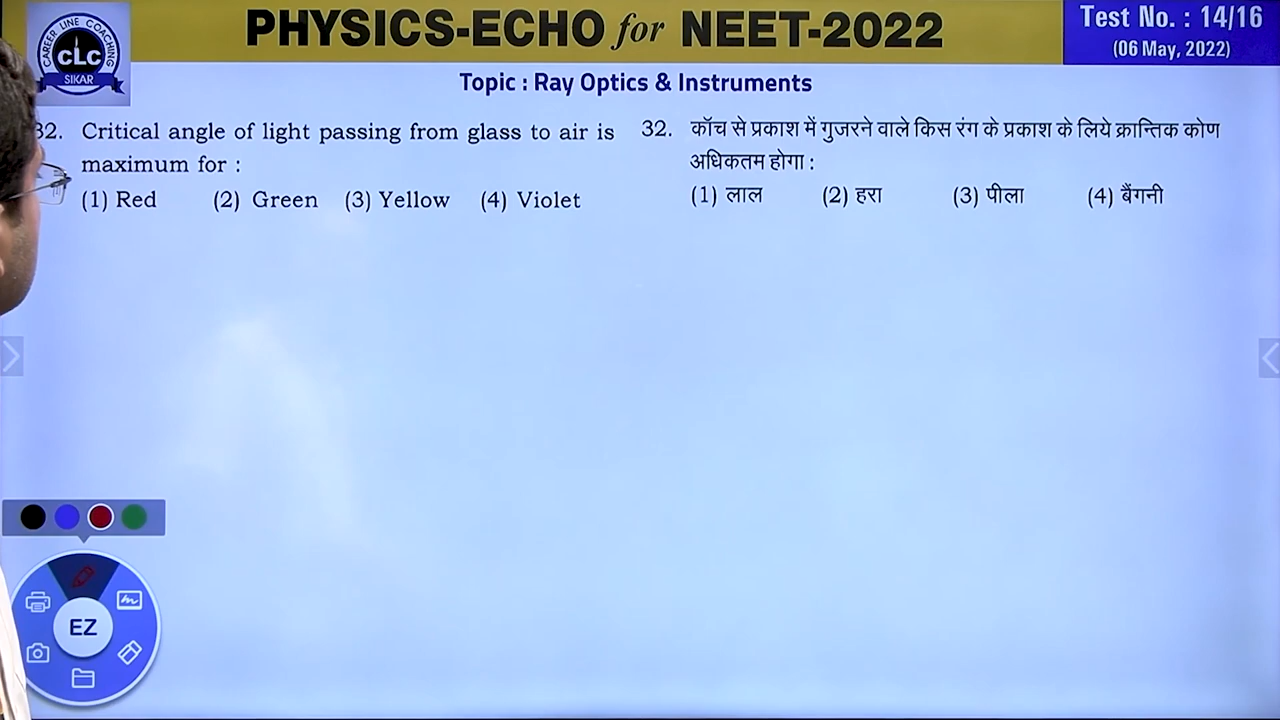 PHYSICS-ECHO for NEET-2022
Test No. : 14/16
(06 May, 2022)
CAREER LINE COACHING
CLC
SIKAR
Topic : Ray Optics & Instruments
32. Critical angle of light passing from glass to air is
maximum for :
(1) Red (2) Green (3) Yellow (4) Violet
32. कॉच से प्रकाश में गुजरने वाले किस रंग के प्रकाश के लिये क्रान्तिक कोण
अधिकतम होगा :
(1) लाल (2) हरा (3) पीला (4) बैंगनी
EZ